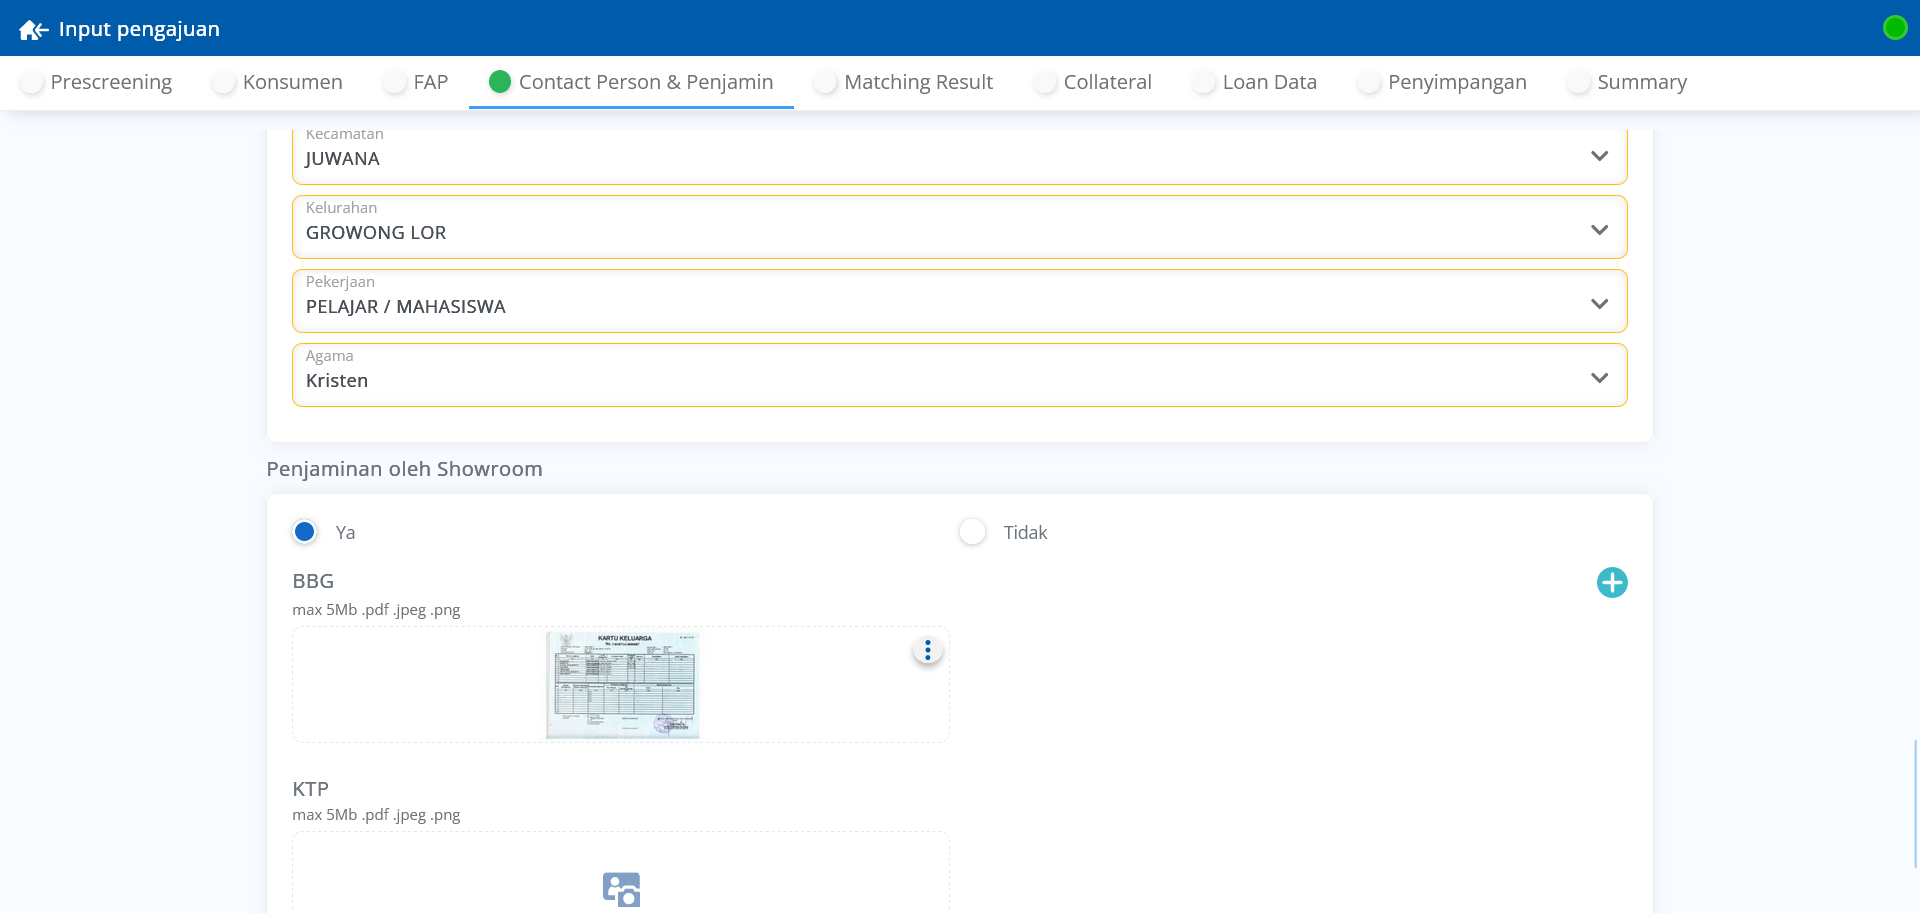 Input pengajuan
Prescreening Konsumen FAP Contact Person & Penjamin Matching Result Collateral Loan Data Penyimpangan Summary
Kecamatan
JUWANA
Kelurahan
GROWONG LOR
Pekerjaan
PELAJAR / MAHASISWA
Agama
Kristen
Penjaminan oleh Showroom
Ya Tidak
BBG
max 5Mb .pdf .jpeg .png
KARTU KELUARGA
KTP
max 5Mb .pdf .jpeg .png